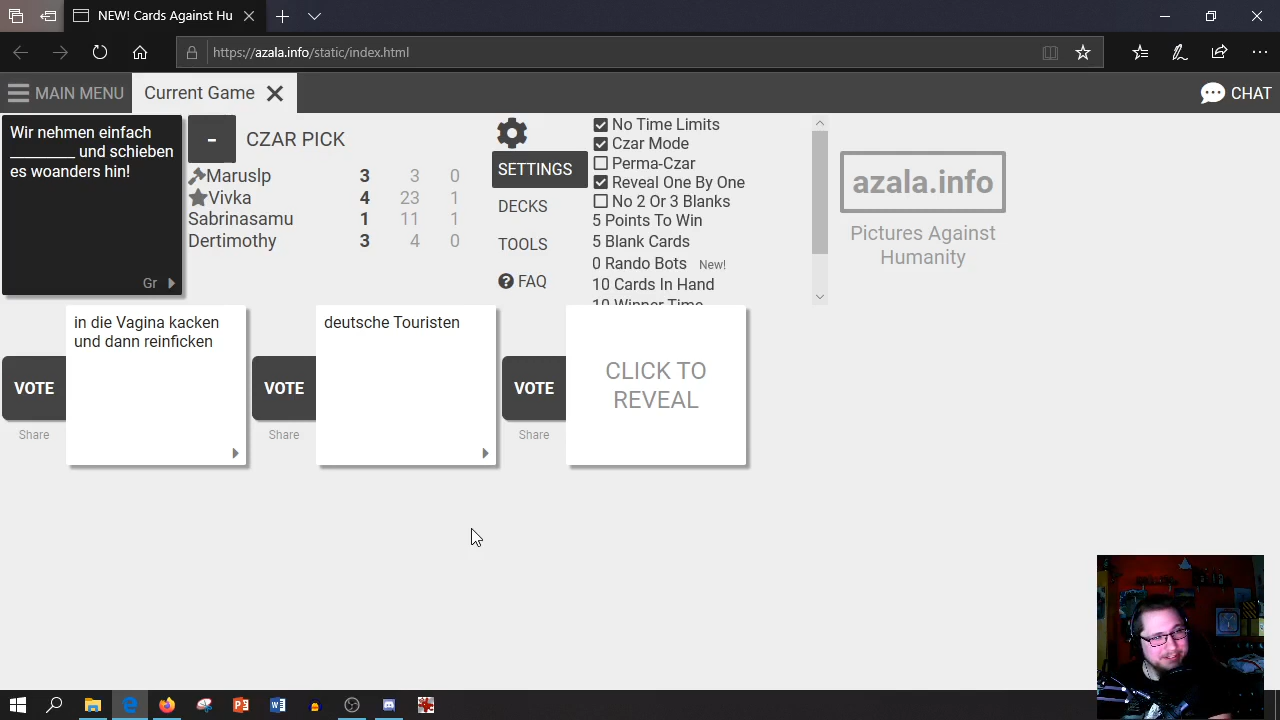 NEW! Cards Against Hu
https://azala.info/static/index.html
MAIN MENU
Current Game
CHAT
Wir nehmen einfach
________ und schieben
es woanders hin!
Gr
-
CZAR PICK
Maruslp 3 3 0
Vivka 4 23 1
Sabrinasamu 1 11 1
Dertimothy 3 4 0
SETTINGS
DECKS
TOOLS
FAQ
No Time Limits
Czar Mode
Perma-Czar
Reveal One By One
No 2 Or 3 Blanks
5 Points To Win
5 Blank Cards
0 Rando Bots New!
10 Cards In Hand
10 Winner Time
azala.info
Pictures Against
Humanity
VOTE
Share
in die Vagina kacken
und dann reinficken
VOTE
Share
deutsche Touristen
VOTE
Share
CLICK TO
REVEAL